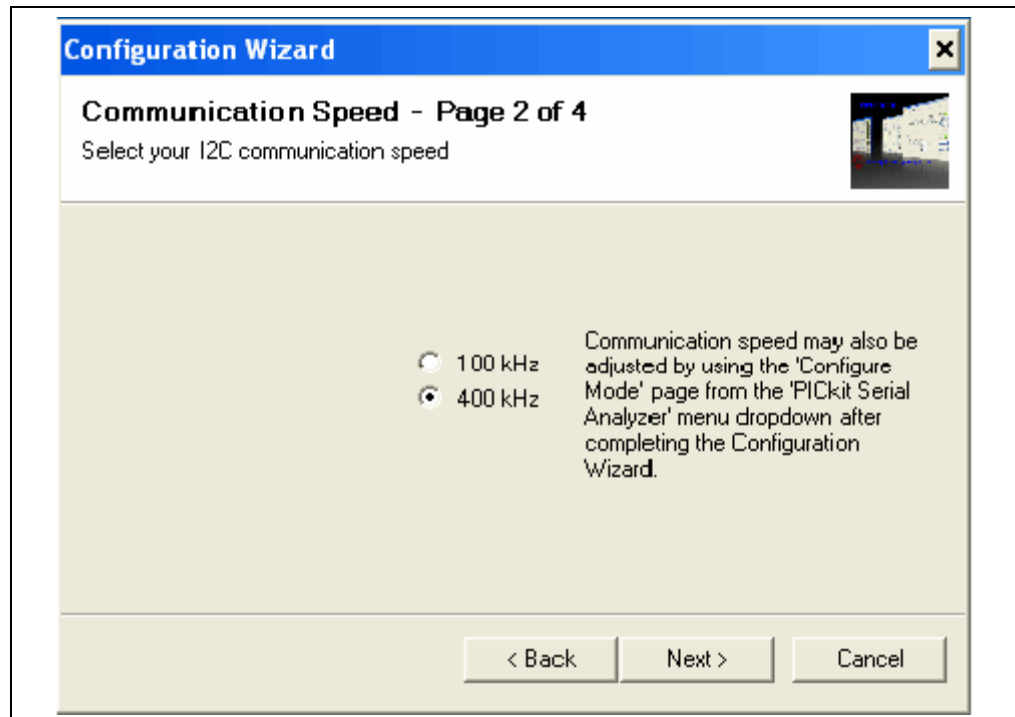 Configuration Wizard
Communication Speed - Page 2 of 4
Select your I2C communication speed
100 kHz
400 kHz
Communication speed may also be
adjusted by using the 'Configure
Mode' page from the 'PICkit Serial
Analyzer' menu dropdown after
completing the Configuration
Wizard.
< Back
Next >
Cancel